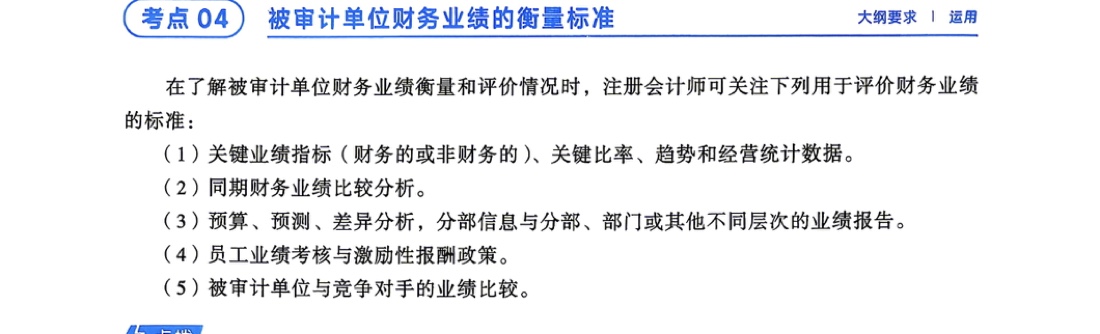 考点 04 被审计单位财务业绩的衡量标准 大纲要求 | 运用
在了解被审计单位财务业绩衡量和评价情况时，注册会计师可关注下列用于评价财务业绩
的标准：
（1）关键业绩指标（财务的或非财务的）、关键比率、趋势和经营统计数据。
（2）同期财务业绩比较分析。
（3）预算、预测、差异分析，分部信息与分部、部门或其他不同层次的业绩报告。
（4）员工业绩考核与激励性报酬政策。
（5）被审计单位与竞争对手的业绩比较。